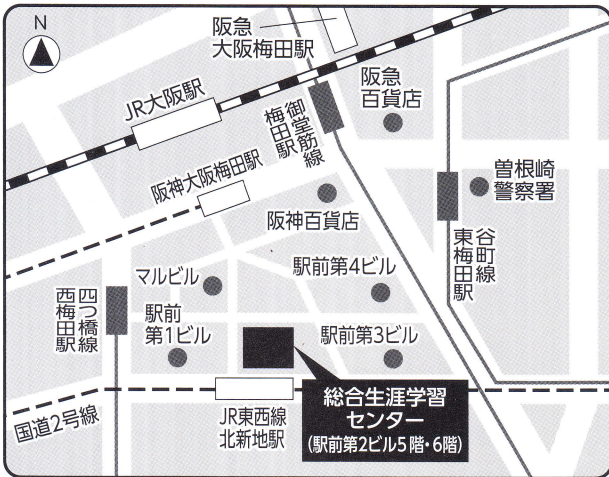 N
阪急
大阪梅田駅
JR大阪駅
阪急
百貨店
御堂筋線
梅田駅
阪神大阪梅田駅
曽根崎
警察署
阪神百貨店
谷町線
東梅田駅
マルビル
駅前第4ビル
四つ橋線
西梅田駅
駅前
第1ビル
駅前第3ビル
総合生涯学習
センター
(駅前第2ビル5階・6階)
国道2号線
JR東西線
北新地駅